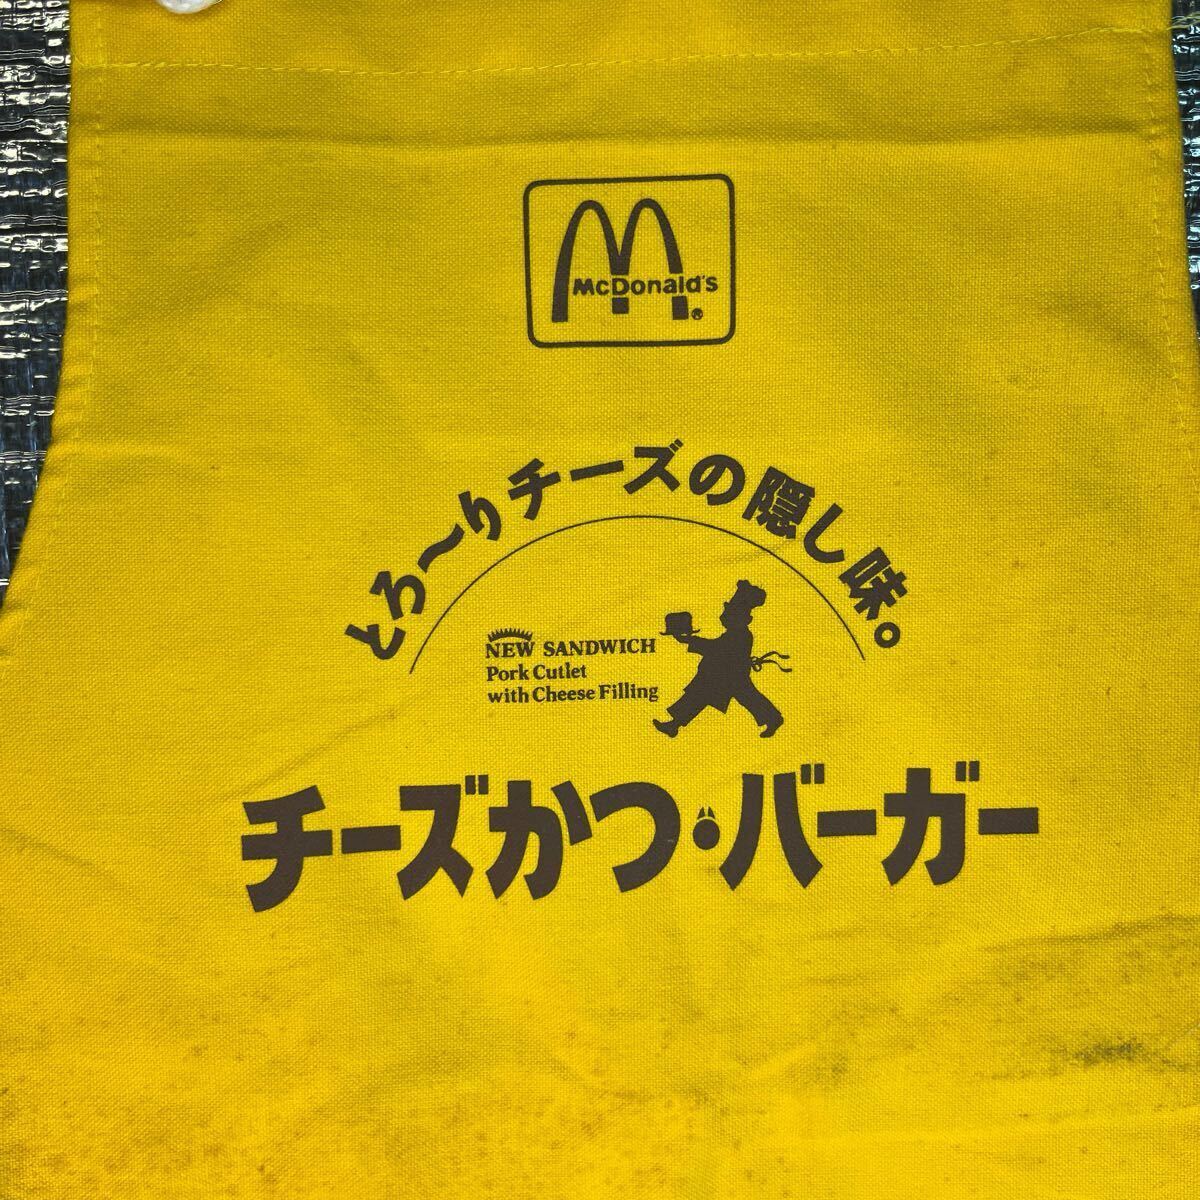 McDonald's
とろ〜りチーズの隠し味。
NEW SANDWICH
Pork Cutlet
with Cheese Filling
チーズかつ・バーガー